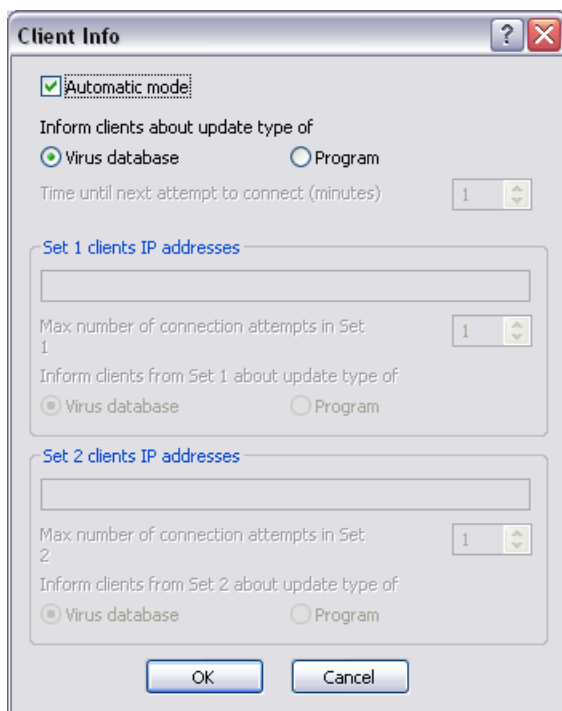 Client Info
Automatic mode
Inform clients about update type of
Virus database Program
Time until next attempt to connect (minutes) 1
Set 1 clients IP addresses
Max number of connection attempts in Set 1
1
Inform clients from Set 1 about update type of
Virus database Program
Set 2 clients IP addresses
Max number of connection attempts in Set 1
2
Inform clients from Set 2 about update type of
Virus database Program
OK Cancel